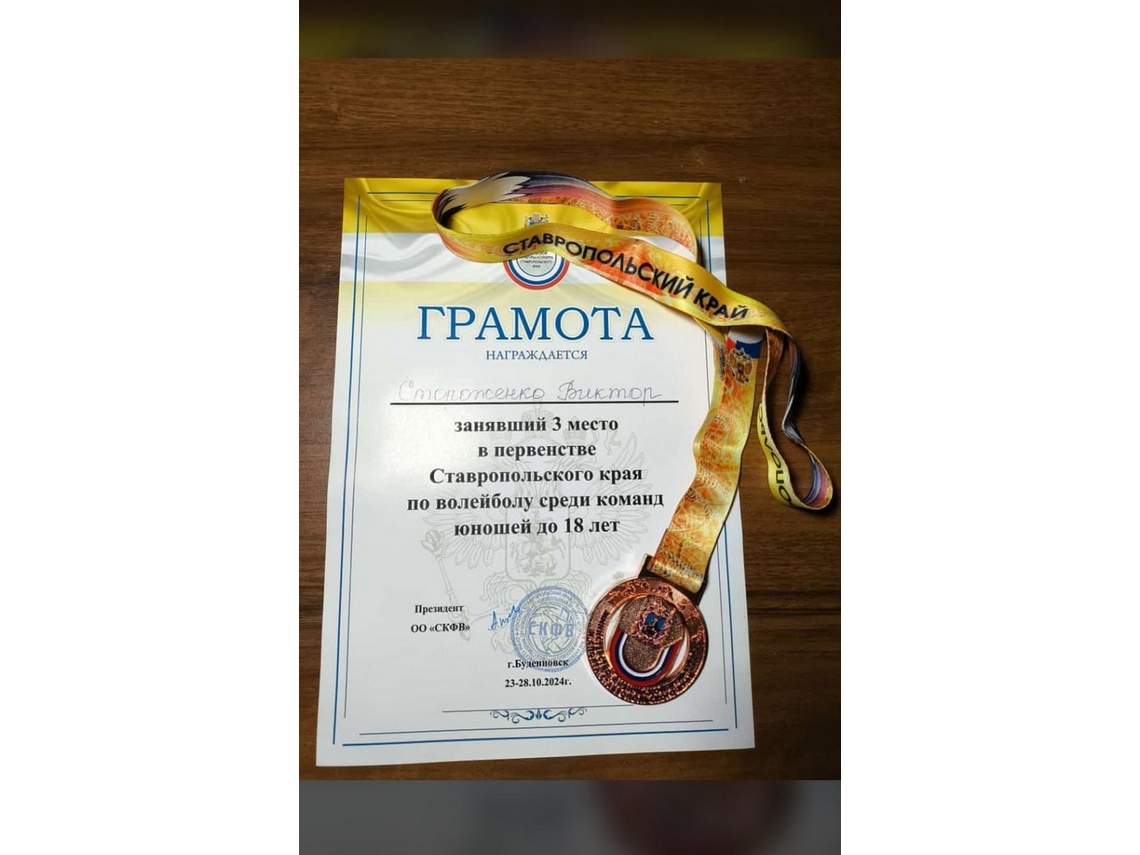 СТАВРОПОЛЬСКИЙ КРАЙ
ГРАМОТА
НАГРАЖДАЕТСЯ
Стороженко Виктор
занявший 3 место
в первенстве
Ставропольского края
по волейболу среди команд
юношей до 18 лет
Президент
ОО «СКФВ»
СКФВ
г.Буденновск
23-28.10.2024г.